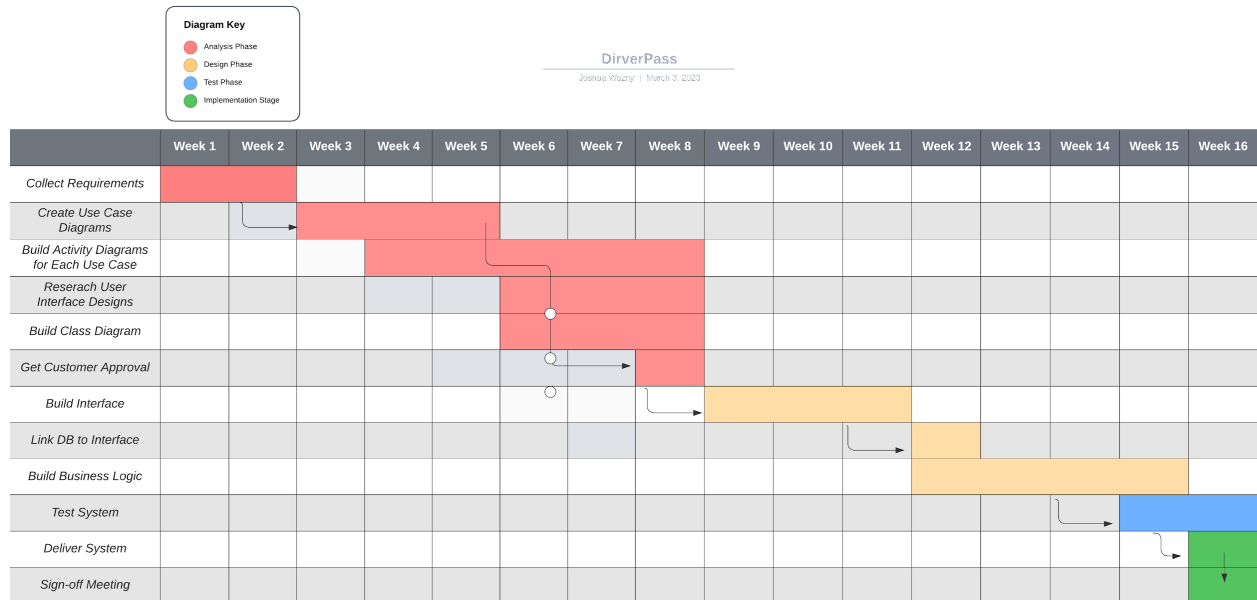 Diagram Key
Analysis Phase
Design Phase
Test Phase
Implementation Stage
DirverPass
Joshua Wozny | March 3, 2023
Week 1 Week 2 Week 3 Week 4 Week 5 Week 6 Week 7 Week 8 Week 9 Week 10 Week 11 Week 12 Week 13 Week 14 Week 15 Week 16
Collect Requirements
Create Use Case
Diagrams
Build Activity Diagrams
for Each Use Case
Reserach User
Interface Designs
Build Class Diagram
Get Customer Approval
Build Interface
Link DB to Interface
Build Business Logic
Test System
Deliver System
Sign-off Meeting